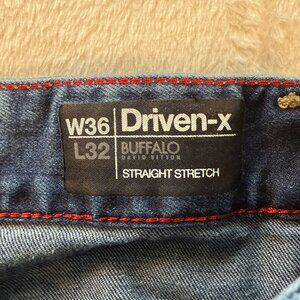 W36 Driven-x
L32 BUFFALO
DAVID BITTON
STRAIGHT STRETCH